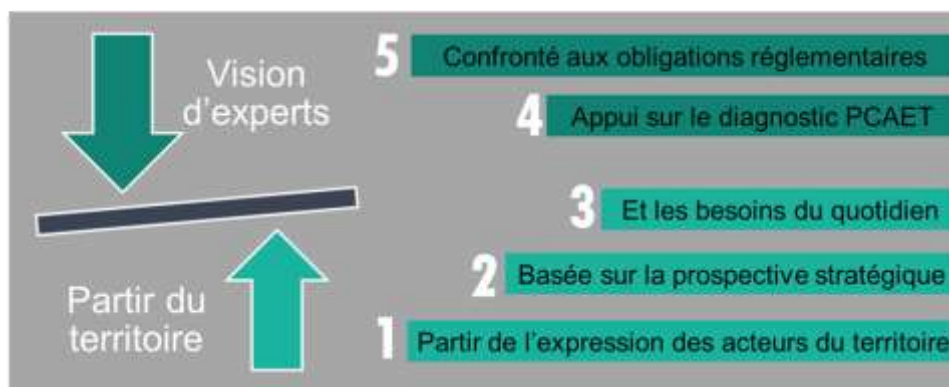 Vision
d'experts
5 Confronté aux obligations réglementaires
4 Appui sur le diagnostic PCAET
3 Et les besoins du quotidien
2 Basée sur la prospective stratégique
Partir du
territoire
1 Partir de l'expression des acteurs du territoire